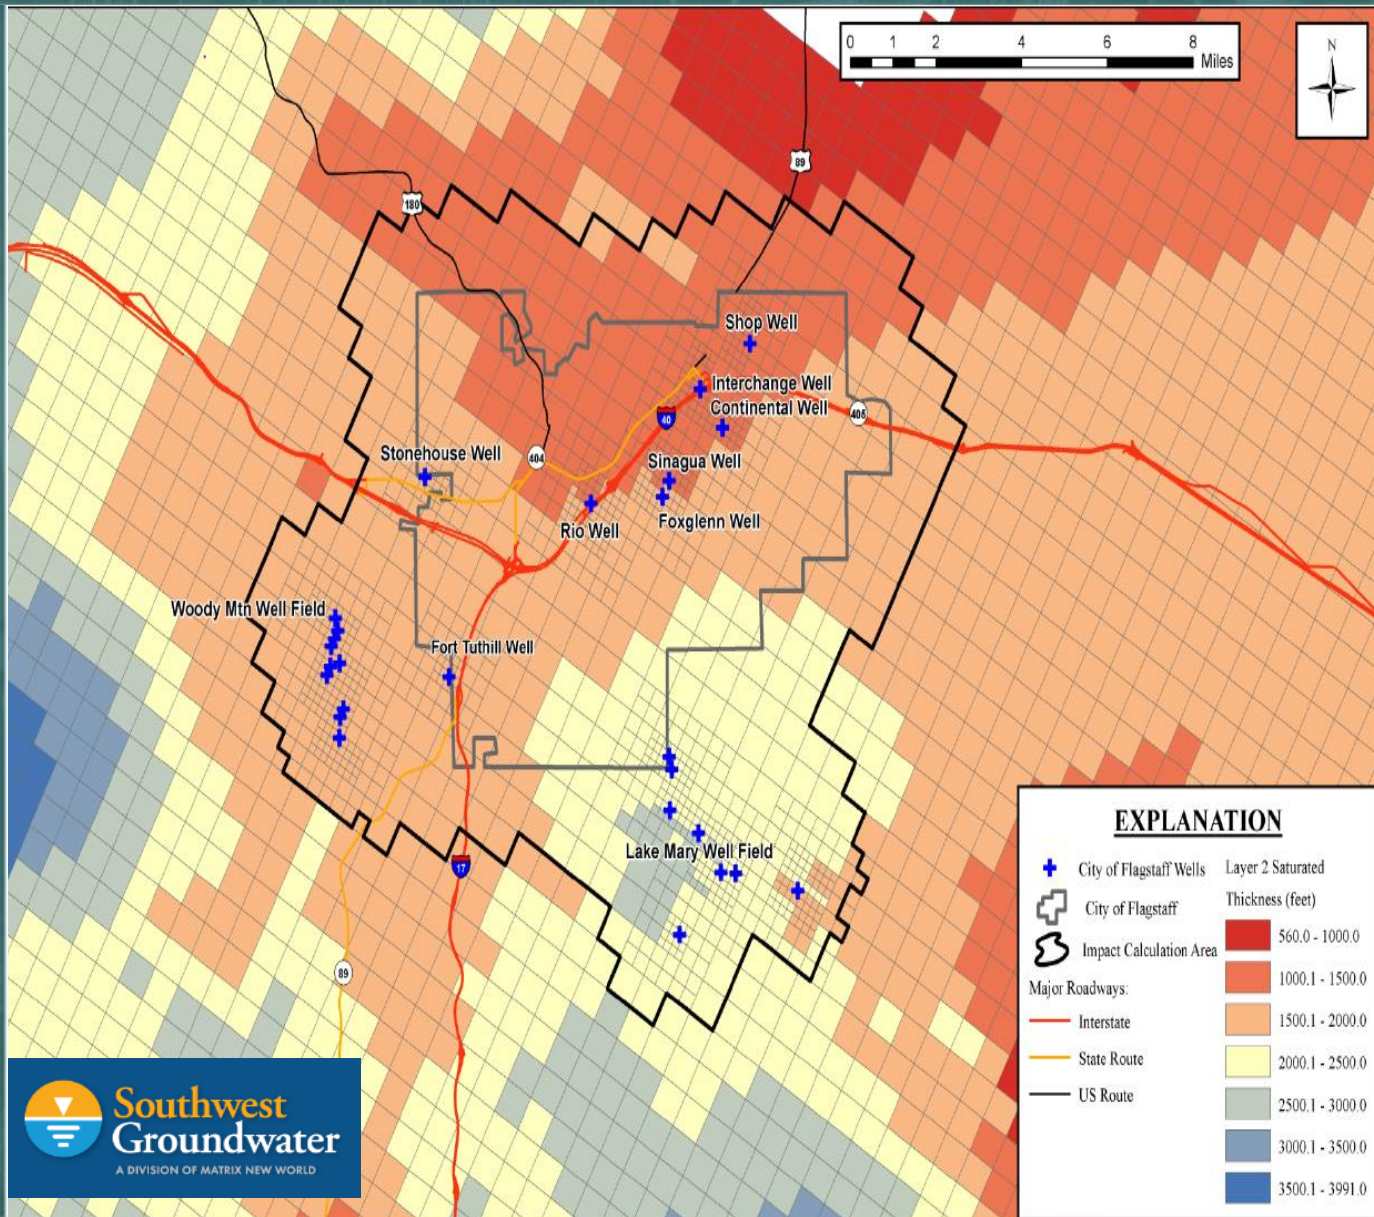 0 1 2 4 6 8
Miles
N
89
180
Shop Well
Interchange Well
40
Continental Well
405
Stonehouse Well
404
Sinagua Well
Rio Well
Foxglenn Well
Woody Mtn Well Field
Fort Tuthill Well
Lake Mary Well Field
17
89
EXPLANATION
City of Flagstaff Wells
City of Flagstaff
Impact Calculation Area
Major Roadways:
Interstate
State Route
US Route
Layer 2 Saturated
Thickness (feet)
560.0 - 1000.0
1000.1 - 1500.0
1500.1 - 2000.0
2000.1 - 2500.0
2500.1 - 3000.0
3000.1 - 3500.0
3500.1 - 3991.0
Southwest
Groundwater
A DIVISION OF MATRIX NEW WORLD